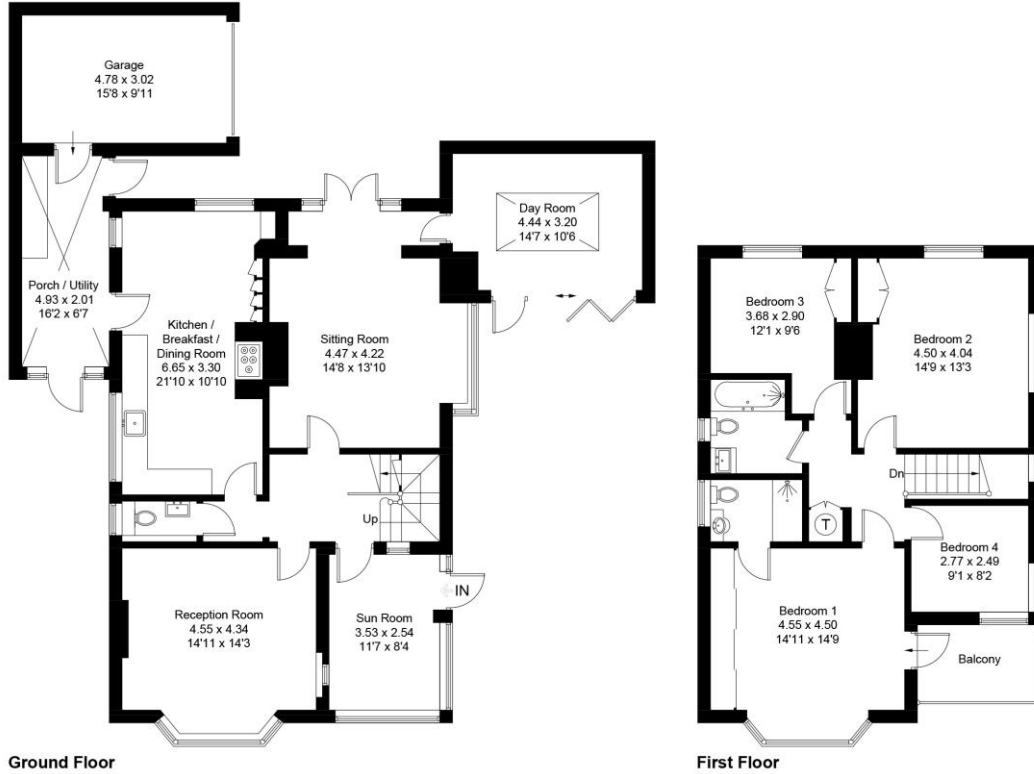 Garage
4.78 x 3.02
15'8 x 9'11
Day Room
4.44 x 3.20
14'7 x 10'6
Porch / Utility
4.93 x 2.01
16'2 x 6'7
Kitchen /
Breakfast /
Dining Room
6.65 x 3.30
21'10 x 10'10
Sitting Room
4.47 x 4.22
14'8 x 13'10
Up
IN
Reception Room
4.55 x 4.34
14'11 x 14'3
Sun Room
3.53 x 2.54
11'7 x 8'4
Ground Floor
Bedroom 3
3.68 x 2.90
12'1 x 9'6
Bedroom 2
4.50 x 4.04
14'9 x 13'3
Dn
T
Bedroom 4
2.77 x 2.49
9'1 x 8'2
Bedroom 1
4.55 x 4.50
14'11 x 14'9
Balcony
First Floor